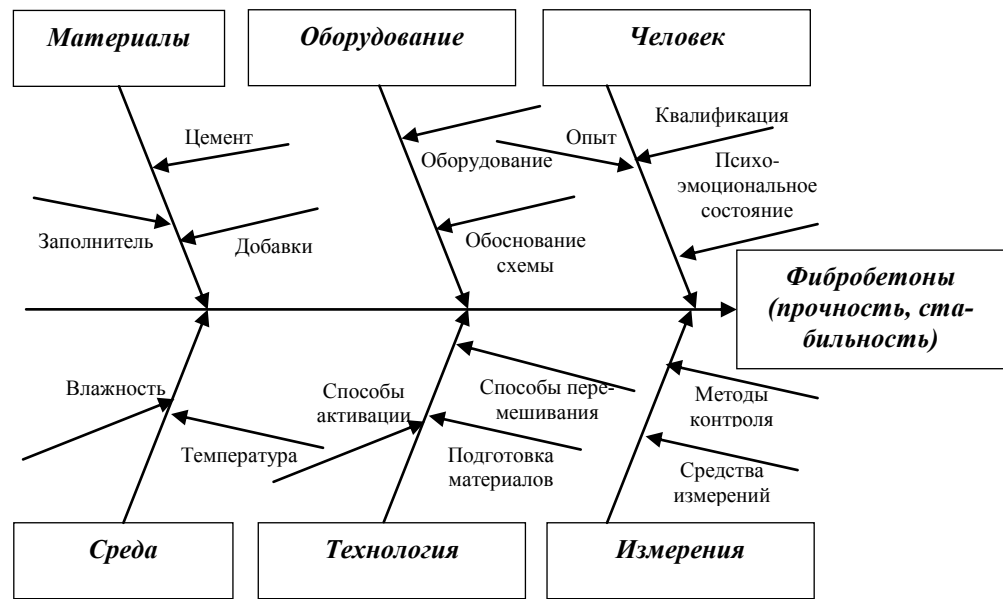 Материалы
Оборудование
Человек
Цемент
Заполнитель
Добавки
Оборудование
Обоснование
схемы
Опыт
Квалификация
Психо-
эмоциональное
состояние
Фибробетоны
(прочность, ста-
бильность)
Влажность
Температура
Способы
активации
Способы пере-
мешивания
Подготовка
материалов
Методы
контроля
Средства
измерений
Среда
Технология
Измерения